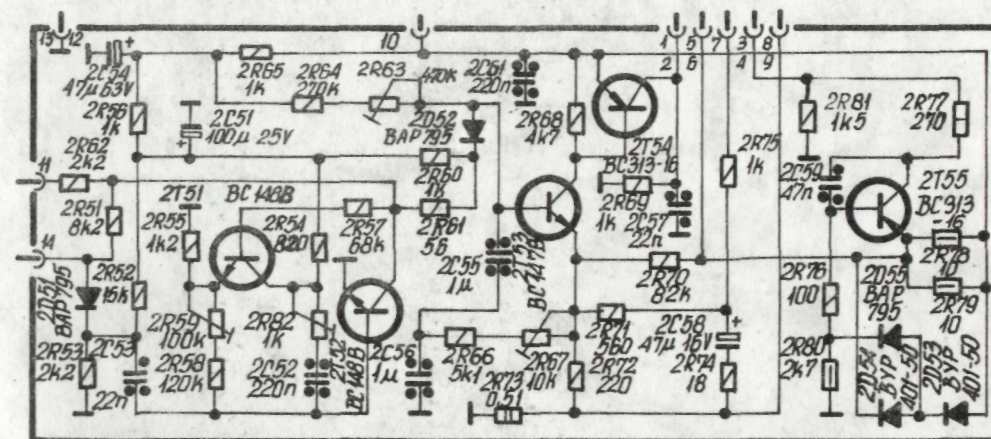 13 12
10
1 5 7 3 8
2 6 4 9
2C54
47µ 63V
2R65
1k
2R64
270k
2R63
470k
2C61
220n
2R56
1k
2C51
100µ 25V
2D52
BAP
795
2R68
4k7
2T54
BC313-16
2R75
1k
2R81
1k5
2R77
270
11
2R62
2k2
2R51
8k2
2T51
2R55
1k2
BC148B
2R54
820
2R57
68k
2R60
1k
2R61
56
2R69
1k
2C57
22n
2C59
47n
2T55
BC313
-16
14
2D51
BAP795
2R52
15k
2C55
1µ
2T53
BC147B
2R70
82k
2R78
10
2R76
100
2D55
BAP
795
2R79
10
2R53
2k2
2C53
22n
2R59
100k
2R58
120k
2R82
1k
2C52
220n
2T52
BC148B
2C56
1µ
2R66
5k1
2R67
10k
2R73
0,51
2R71
560
2R72
220
2C58
47µ 16V
2R74
18
2R80
2k7
2D54
BYP
401-50
2D53
BYP
401-50